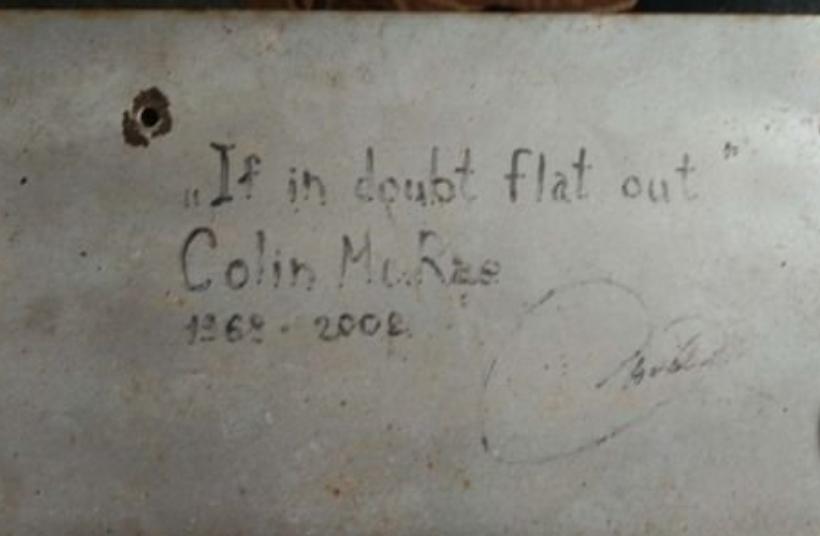 „If in doubt flat out”
Colin McRae
1968 - 2008